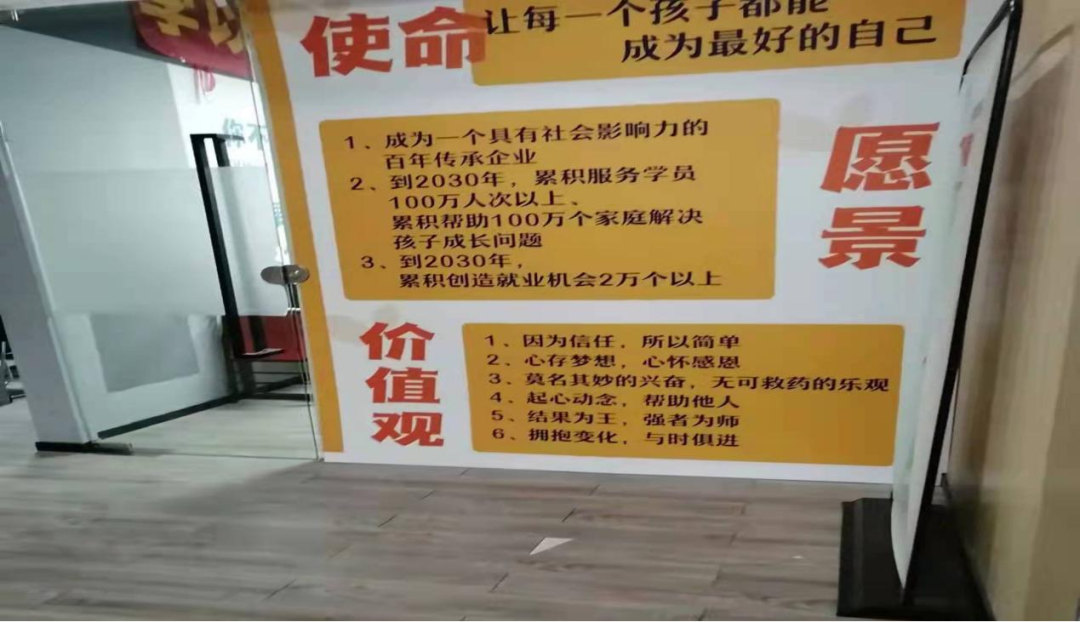 使命
让每一个孩子都能
成为最好的自己
愿景
1、成为一个具有社会影响力的
百年传承企业
2、到2030年，累积服务学员
100万人次以上、
累积帮助100万个家庭解决
孩子成长问题
3、到2030年，
累积创造就业机会2万个以上
价值观
1、因为信任，所以简单
2、心存梦想，心怀感恩
3、莫名其妙的兴奋，无可救药的乐观
4、起心动念，帮助他人
5、结果为王，强者为师
6、拥抱变化，与时俱进